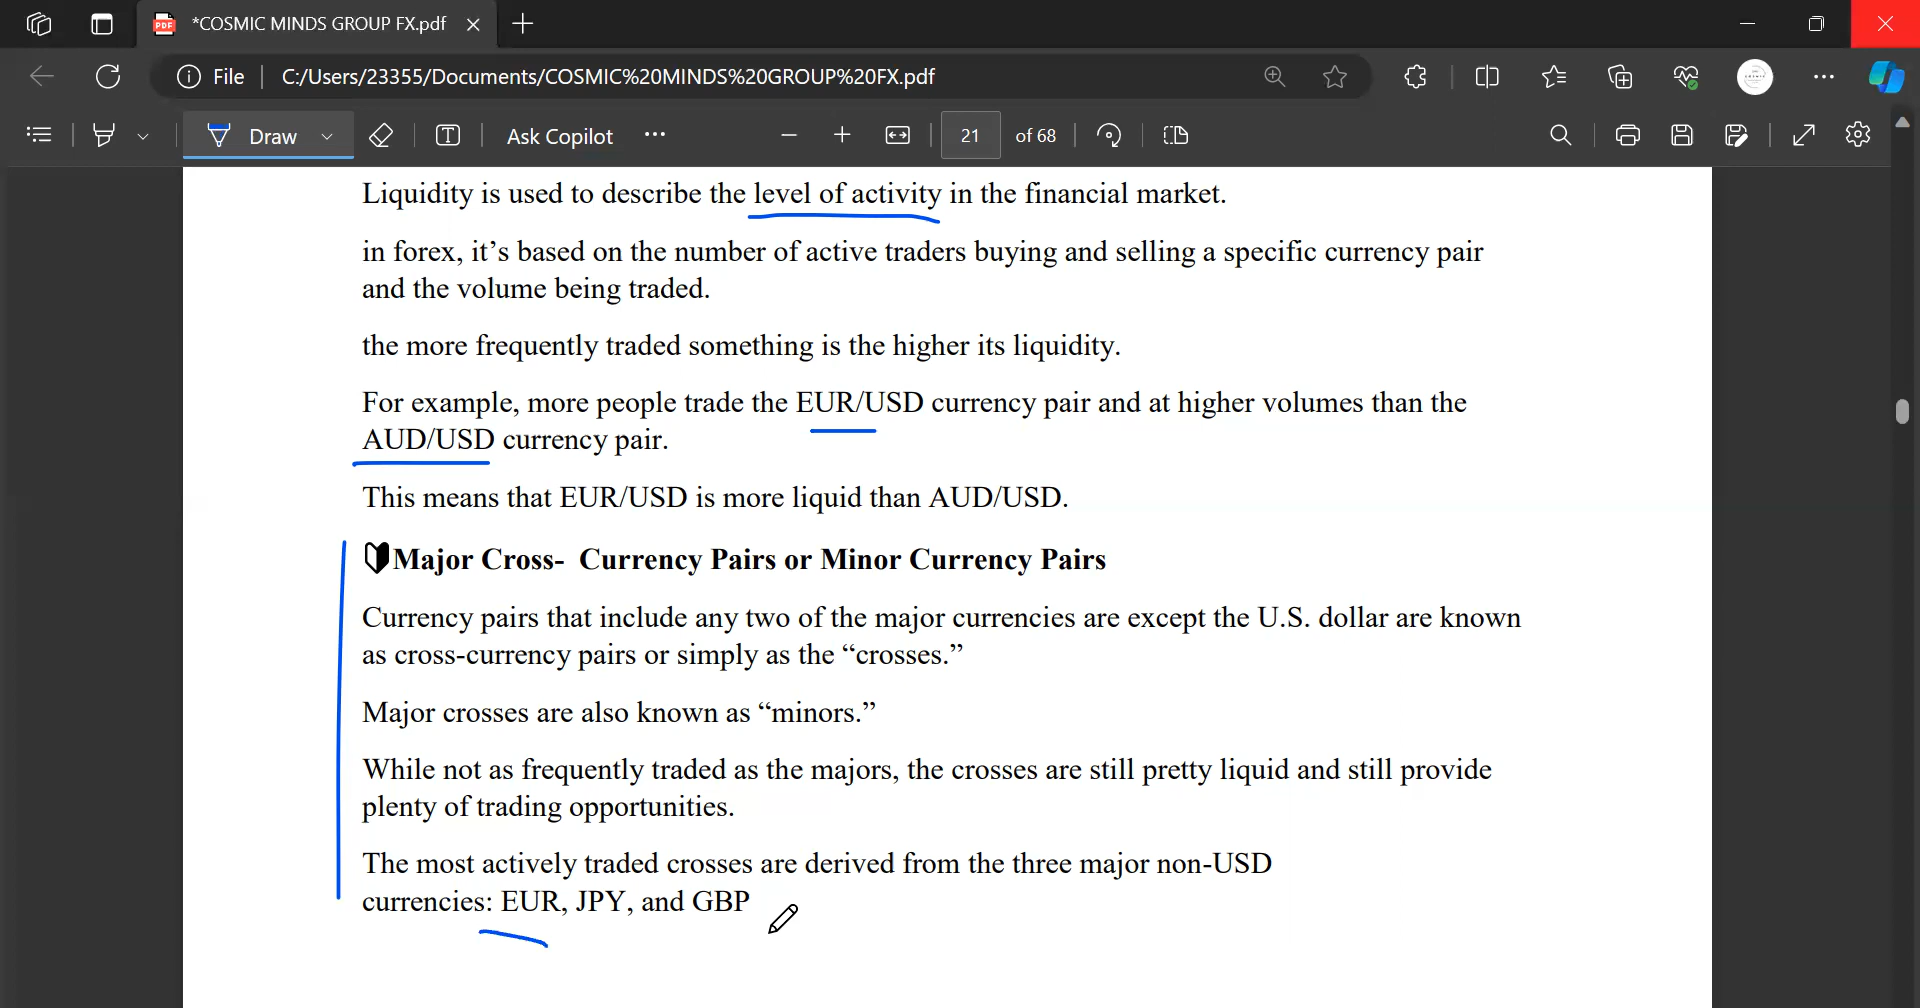 *COSMIC MINDS GROUP FX.pdf
File C:/Users/23355/Documents/COSMIC%20MINDS%20GROUP%20FX.pdf
Draw Ask Copilot 21 of 68
Liquidity is used to describe the level of activity in the financial market.
in forex, it’s based on the number of active traders buying and selling a specific currency pair
and the volume being traded.
the more frequently traded something is the higher its liquidity.
For example, more people trade the EUR/USD currency pair and at higher volumes than the
AUD/USD currency pair.
This means that EUR/USD is more liquid than AUD/USD.
Major Cross- Currency Pairs or Minor Currency Pairs
Currency pairs that include any two of the major currencies are except the U.S. dollar are known
as cross-currency pairs or simply as the “crosses.”
Major crosses are also known as “minors.”
While not as frequently traded as the majors, the crosses are still pretty liquid and still provide
plenty of trading opportunities.
The most actively traded crosses are derived from the three major non-USD
currencies: EUR, JPY, and GBP